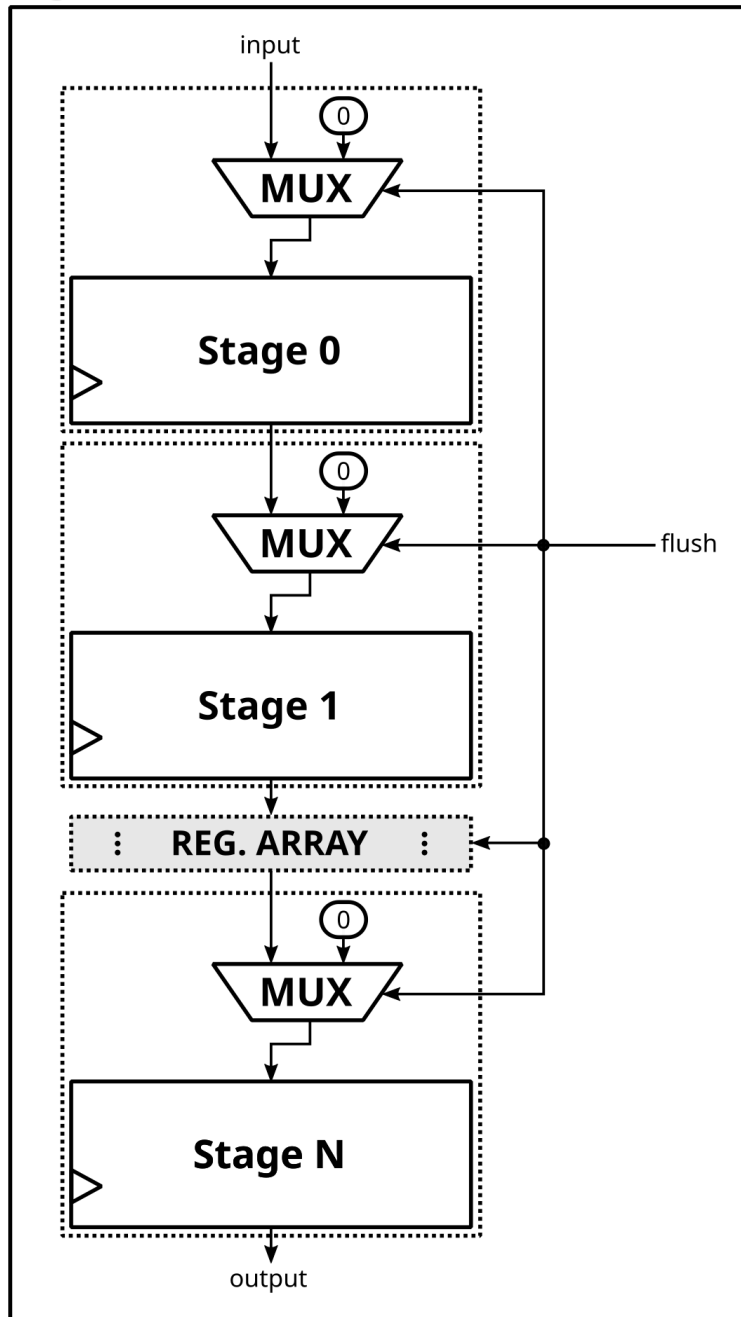 input
0
MUX
Stage 0
0
MUX
flush
Stage 1
⋮ REG. ARRAY ⋮
0
MUX
Stage N
output